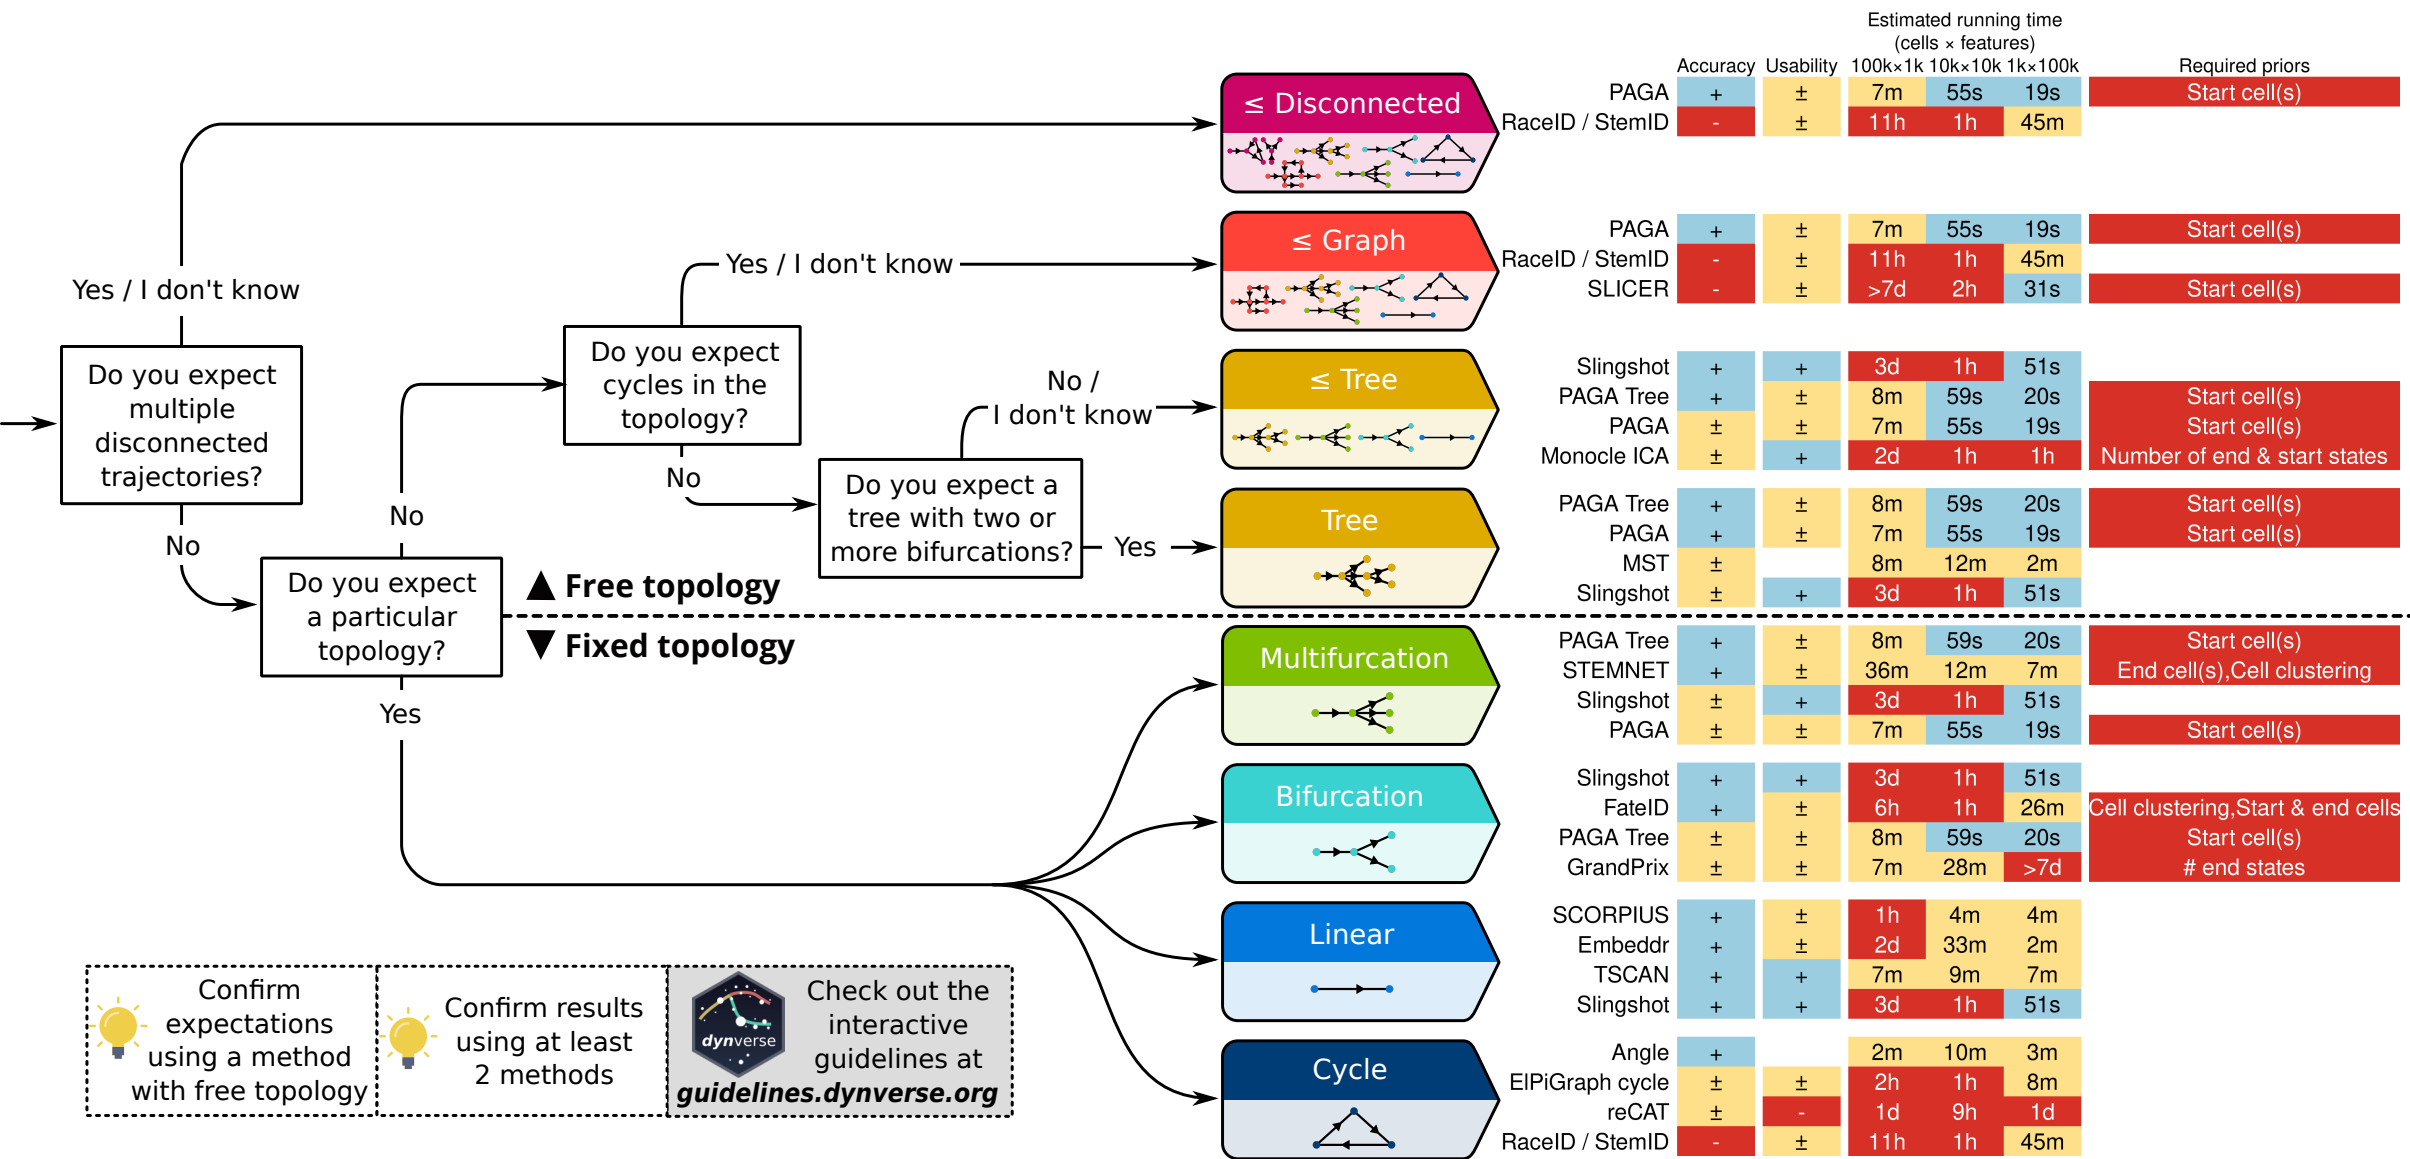 Estimated running time
(cells × features)
Accuracy Usability 100k×1k 10k×10k 1k×100k Required priors
≤ Disconnected
PAGA + ± 7m 55s 19s Start cell(s)
RaceID / StemID - ± 11h 1h 45m
≤ Graph
PAGA + ± 7m 55s 19s Start cell(s)
RaceID / StemID - ± 11h 1h 45m
SLICER - ± >7d 2h 31s Start cell(s)
≤ Tree
Slingshot + + 3d 1h 51s
PAGA Tree + ± 8m 59s 20s Start cell(s)
PAGA ± ± 7m 55s 19s Start cell(s)
Monocle ICA ± + 2d 1h 1h Number of end & start states
Tree
PAGA Tree + ± 8m 59s 20s Start cell(s)
PAGA + ± 7m 55s 19s Start cell(s)
MST ± 8m 12m 2m
Slingshot ± + 3d 1h 51s
Multifurcation
PAGA Tree + ± 8m 59s 20s Start cell(s)
STEMNET + ± 36m 12m 7m End cell(s),Cell clustering
Slingshot ± + 3d 1h 51s
PAGA ± ± 7m 55s 19s Start cell(s)
Bifurcation
Slingshot + + 3d 1h 51s
FateID + ± 6h 1h 26m Cell clustering,Start & end cells
PAGA Tree ± ± 8m 59s 20s Start cell(s)
GrandPrix ± ± 7m 28m >7d # end states
Linear
SCORPIUS + ± 1h 4m 4m
Embeddr + ± 2d 33m 2m
TSCAN + + 7m 9m 7m
Slingshot + + 3d 1h 51s
Cycle
Angle + 2m 10m 3m
ElPiGraph cycle ± ± 2h 1h 8m
reCAT ± - 1d 9h 1d
RaceID / StemID - ± 11h 1h 45m
Yes / I don't know
Do you expect
multiple
disconnected
trajectories?
No
Do you expect
a particular
topology?
No
Yes
Do you expect
cycles in the
topology?
Yes / I don't know
No
Do you expect a
tree with two or
more bifurcations?
No /
I don't know
Yes
▲ Free topology
▼ Fixed topology
Confirm
expectations
using a method
with free topology
Confirm results
using at least
2 methods
dynverse
Check out the
interactive
guidelines at
guidelines.dynverse.org